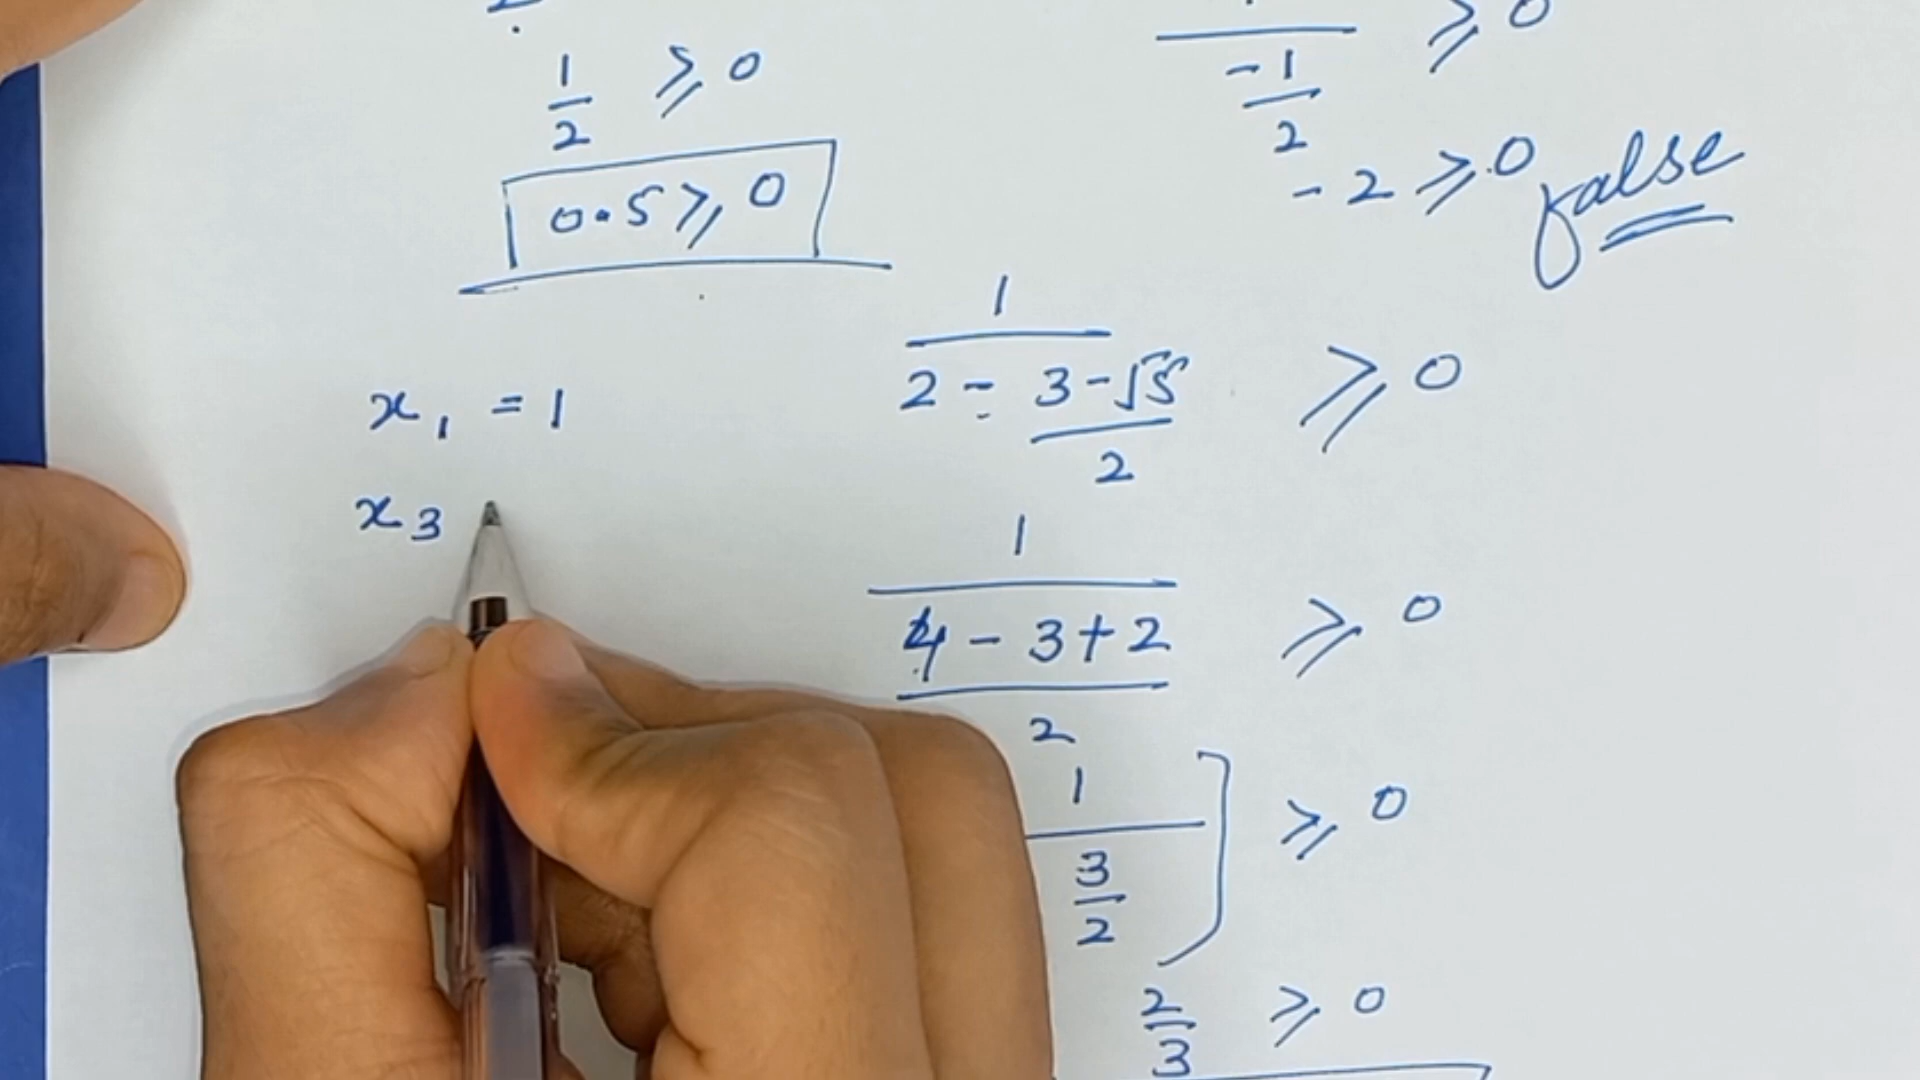 1/2 ⩾ 0
0.5 ⩾ 0
⩾ 0
-1/2
-2 ⩾ 0 false
x₁ = 1
x₃
1/(2 - (3-√5)/2) ⩾ 0
1/((4 - 3 + 2)/2) ⩾ 0
1/(3/2) ⩾ 0
2/3 ⩾ 0